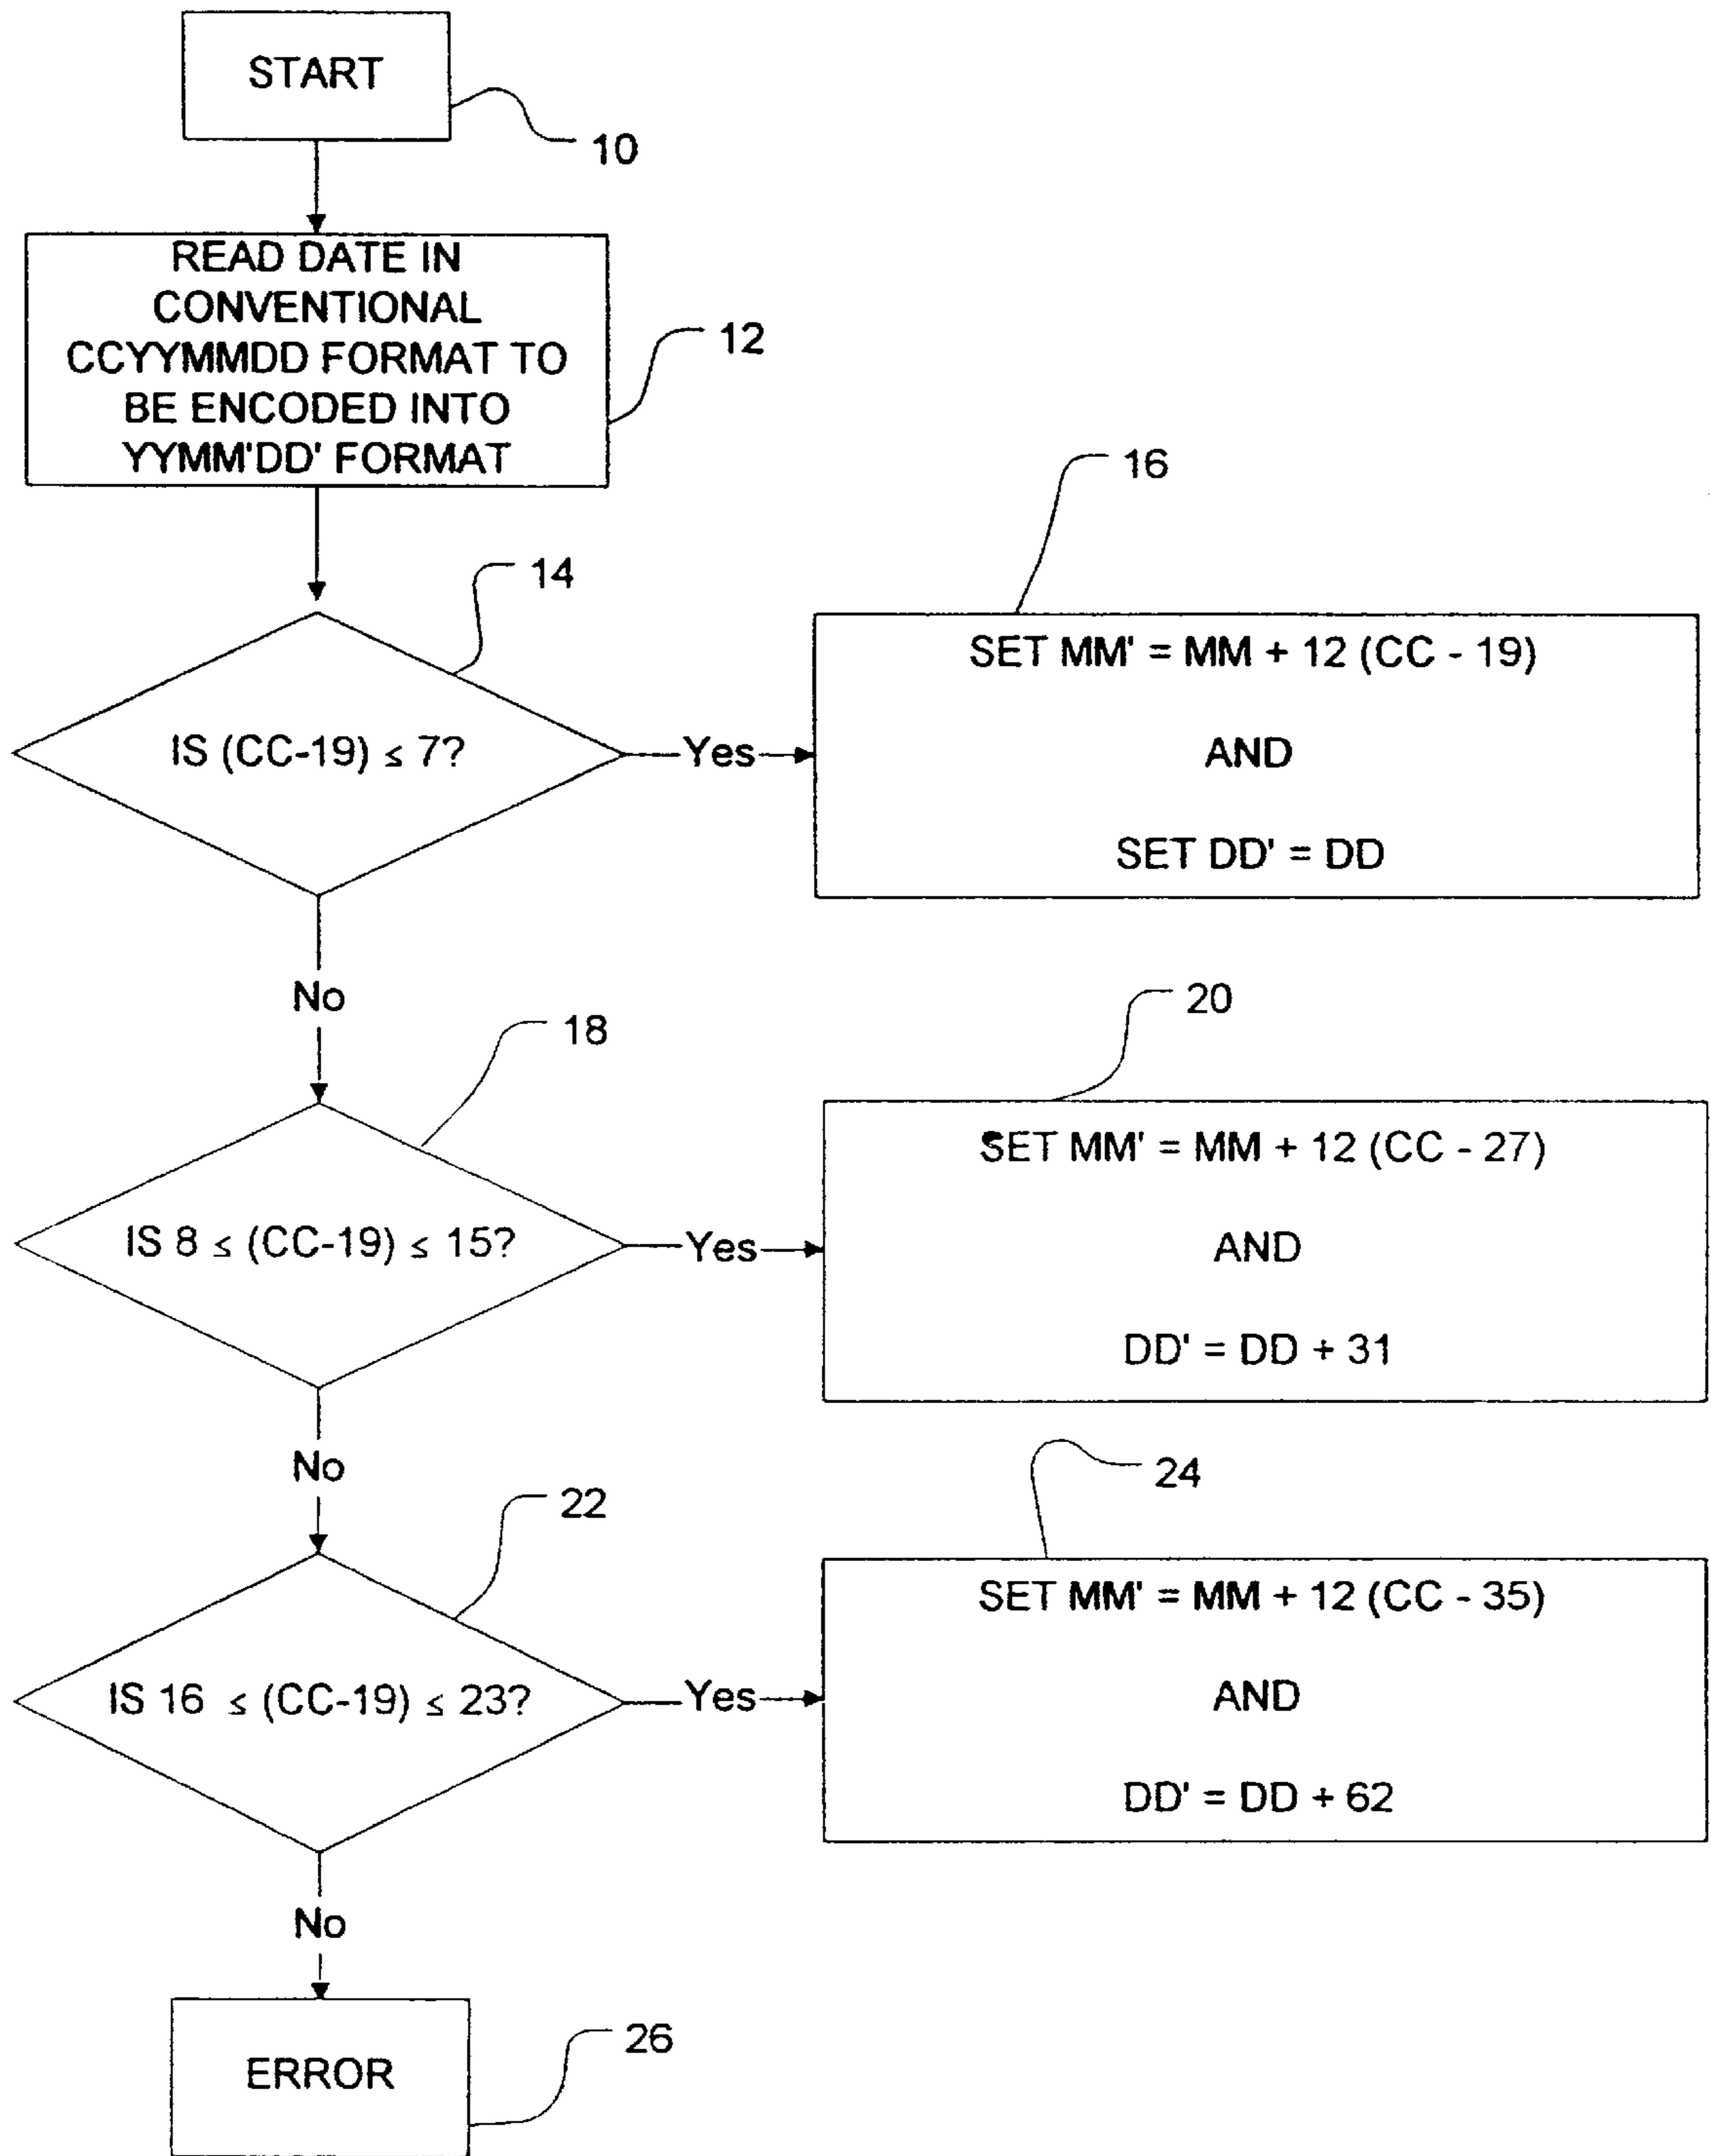 START
10
READ DATE IN
CONVENTIONAL
CCYYMMDD FORMAT TO
BE ENCODED INTO
YYMM'DD' FORMAT
12
14
IS (CC-19) ≤ 7?
Yes
16
SET MM' = MM + 12 (CC - 19)
AND
SET DD' = DD
No
18
IS 8 ≤ (CC-19) ≤ 15?
Yes
20
SET MM' = MM + 12 (CC - 27)
AND
DD' = DD + 31
No
22
IS 16 ≤ (CC-19) ≤ 23?
Yes
24
SET MM' = MM + 12 (CC - 35)
AND
DD' = DD + 62
No
ERROR
26